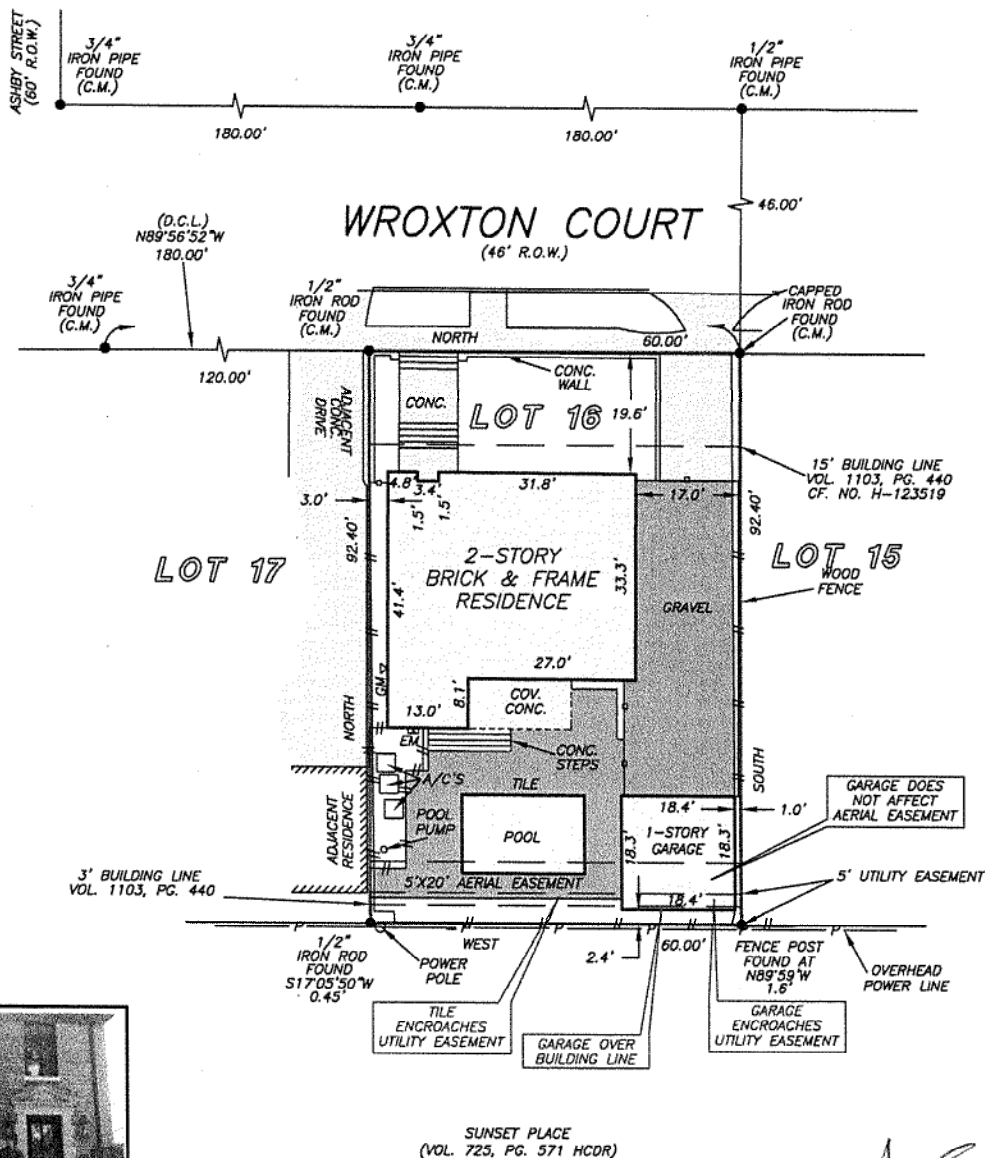 ASHBY STREET
(60' R.O.W.)
3/4"
IRON PIPE
FOUND
(C.M.)
3/4"
IRON PIPE
FOUND
(C.M.)
1/2"
IRON PIPE
FOUND
(C.M.)
180.00'
180.00'
46.00'
WROXTON COURT
(46' R.O.W.)
(D.C.L.)
N89°56'52"W
180.00'
3/4"
IRON PIPE
FOUND
(C.M.)
1/2"
IRON ROD
FOUND
(C.M.)
CAPPED
IRON ROD
FOUND
(C.M.)
NORTH
60.00'
120.00'
ADJACENT
CONC.
DRIVE
CONC.
CONC.
WALL
LOT 16
19.6'
15' BUILDING LINE
VOL. 1103, PG. 440
CF. NO. H-123519
3.0'
4.8'
3.4'
1.5'
1.5'
31.8'
17.0'
92.40'
92.40'
LOT 17
LOT 15
WOOD
FENCE
2-STORY
BRICK & FRAME
RESIDENCE
41.4'
33.3'
GRAVEL
27.0'
GM
13.0'
8.1'
COV.
CONC.
NORTH
EM
CONC.
STEPS
SOUTH
A/C'S
TILE
POOL
PUMP
POOL
ADJACENT
RESIDENCE
18.4'
1.0'
GARAGE DOES
NOT AFFECT
AERIAL EASEMENT
18.3'
1-STORY
GARAGE
18.3'
3' BUILDING LINE
VOL. 1103, PG. 440
5'X20' AERIAL EASEMENT
18.4'
5' UTILITY EASEMENT
P
P
P
P
P
WEST
60.00'
2.4'
1/2"
IRON ROD
FOUND
S17°05'50"W
0.45'
POWER
POLE
FENCE POST
FOUND AT
N89°59'W
1.6'
OVERHEAD
POWER LINE
TILE
ENCROACHES
UTILITY EASEMENT
GARAGE OVER
BUILDING LINE
GARAGE
ENCROACHES
UTILITY EASEMENT
SUNSET PLACE
(VOL. 725, PG. 571 HCDR)